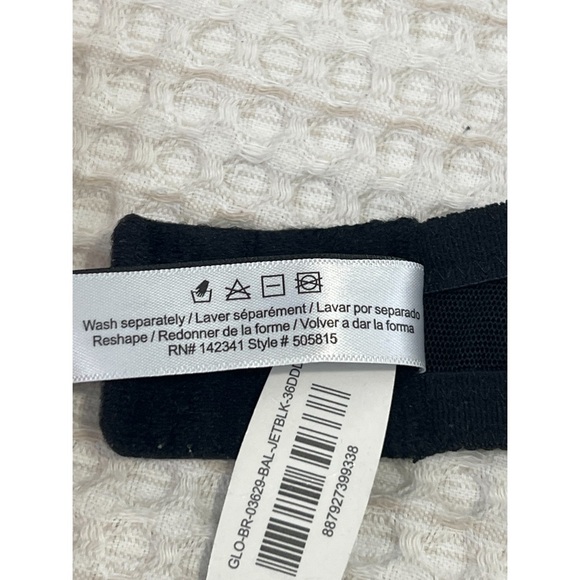 Wash separately / Laver séparément / Lavar por separado
Reshape / Redonner de la forme / Volver a dar la forma
RN# 142341 Style # 505815
GLO-BR-03629-BAL-JETBLK-36DDD
887927399338